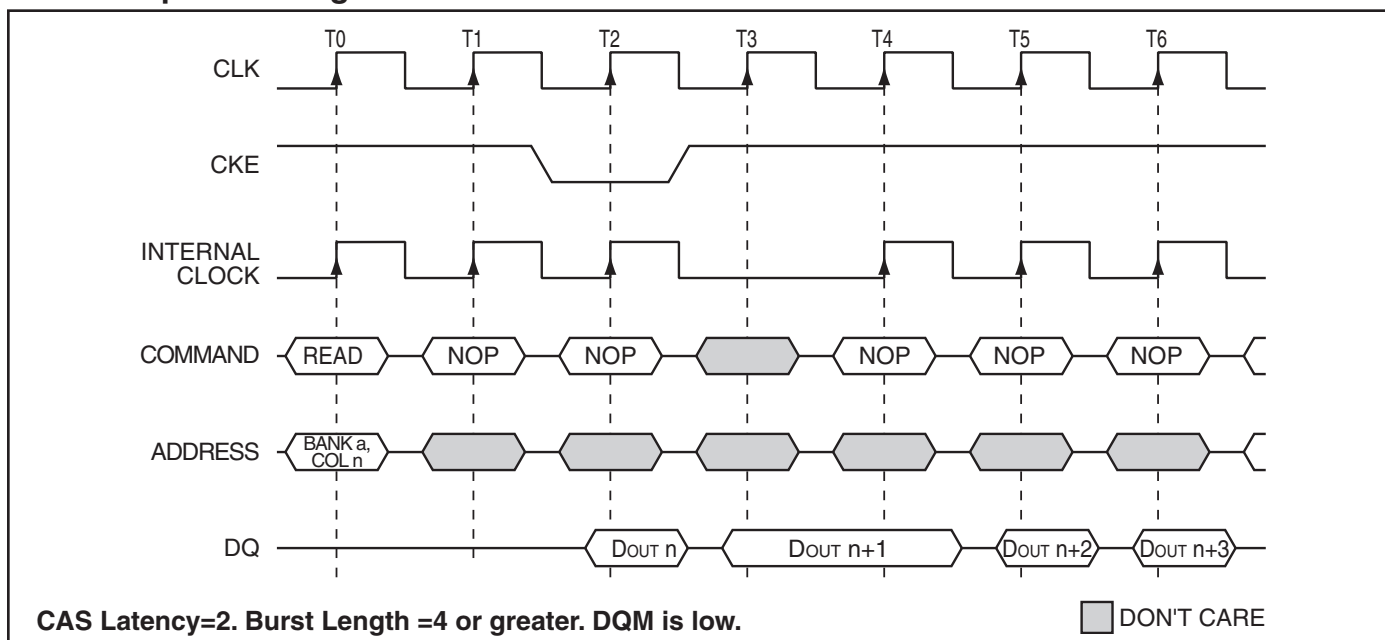 T0 T1 T2 T3 T4 T5 T6
CLK
CKE
INTERNAL
CLOCK
COMMAND READ NOP NOP NOP NOP NOP
ADDRESS BANK a,
COL n
DQ DOUT n DOUT n+1 DOUT n+2 DOUT n+3
CAS Latency=2. Burst Length =4 or greater. DQM is low. DON'T CARE